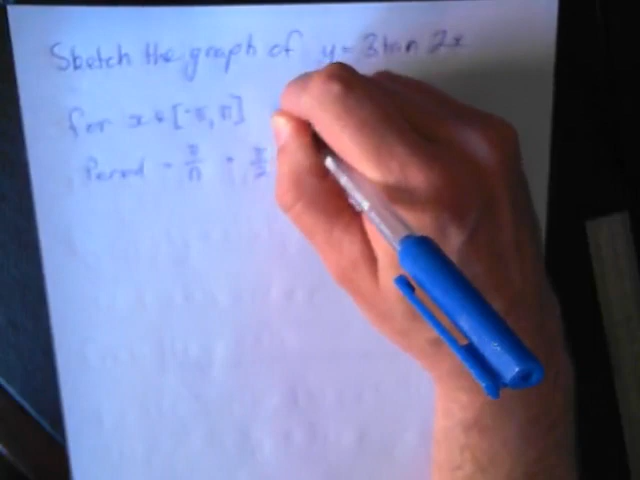 Sketch the graph of y = 3tan 2x
for x ∈ [-π, π]
Period = π/n = π/2